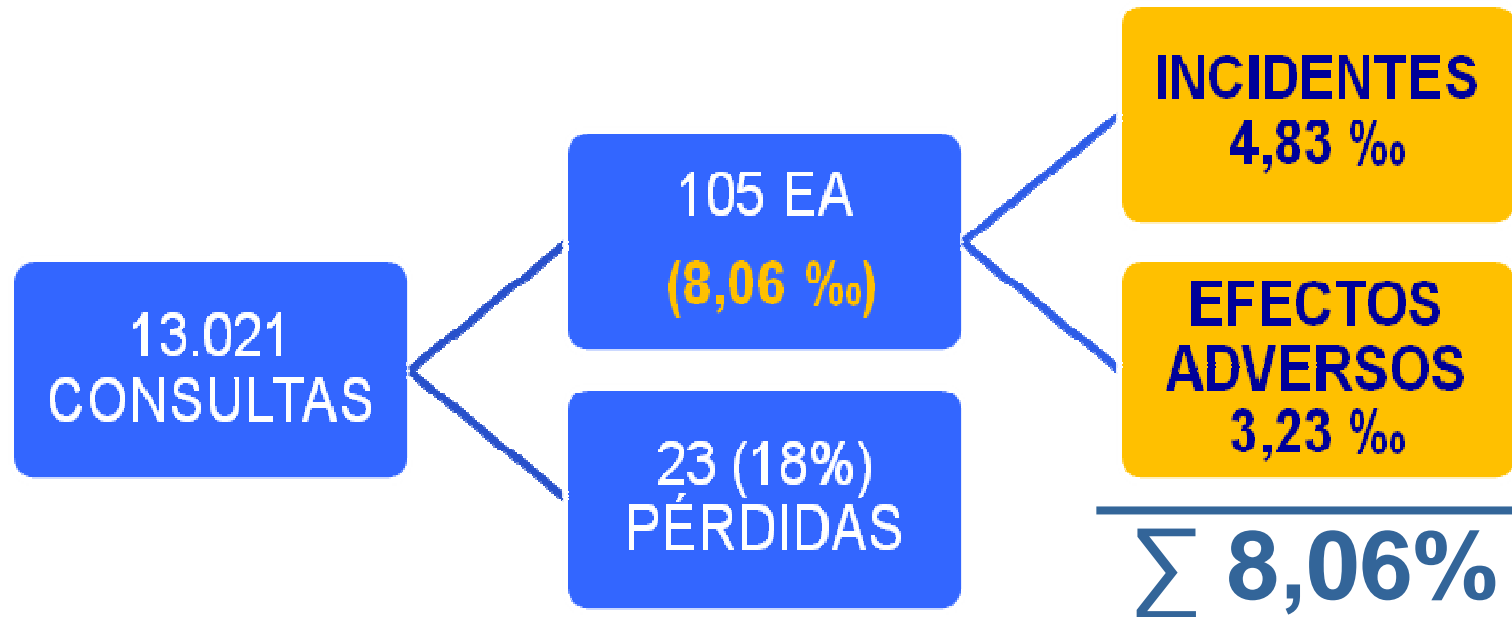 13.021
CONSULTAS
105 EA
(8,06 ‰)
23 (18%)
PÉRDIDAS
INCIDENTES
4,83 ‰
EFECTOS
ADVERSOS
3,23 ‰
∑ 8,06%